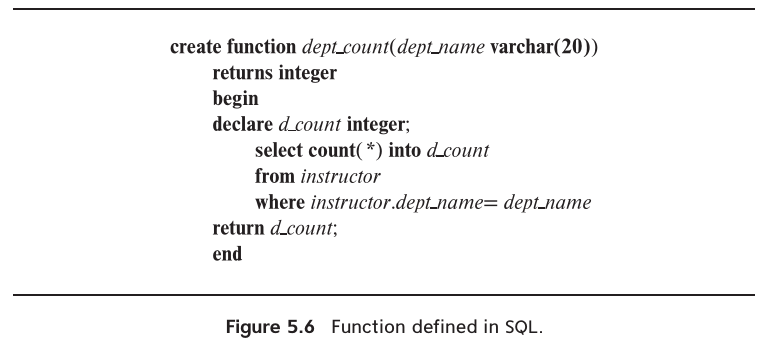 create function dept_count(dept_name varchar(20))
returns integer
begin
declare d_count integer;
select count( *) into d_count
from instructor
where instructor.dept_name= dept_name
return d_count;
end
Figure 5.6 Function defined in SQL.